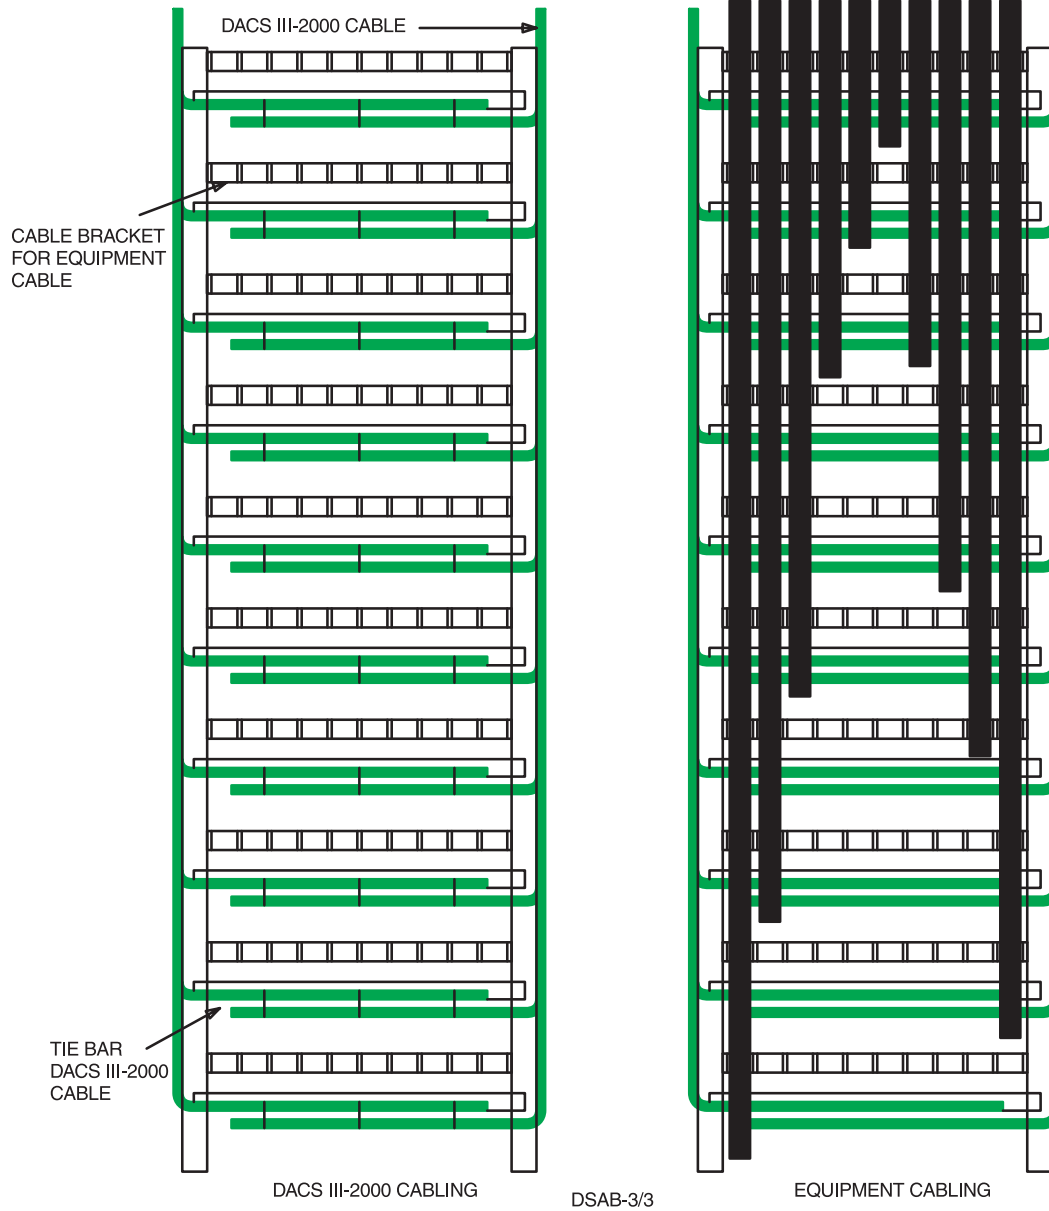 DACS III-2000 CABLE
CABLE BRACKET
FOR EQUIPMENT
CABLE
TIE BAR
DACS III-2000
CABLE
DACS III-2000 CABLING
DSAB-3/3
EQUIPMENT CABLING